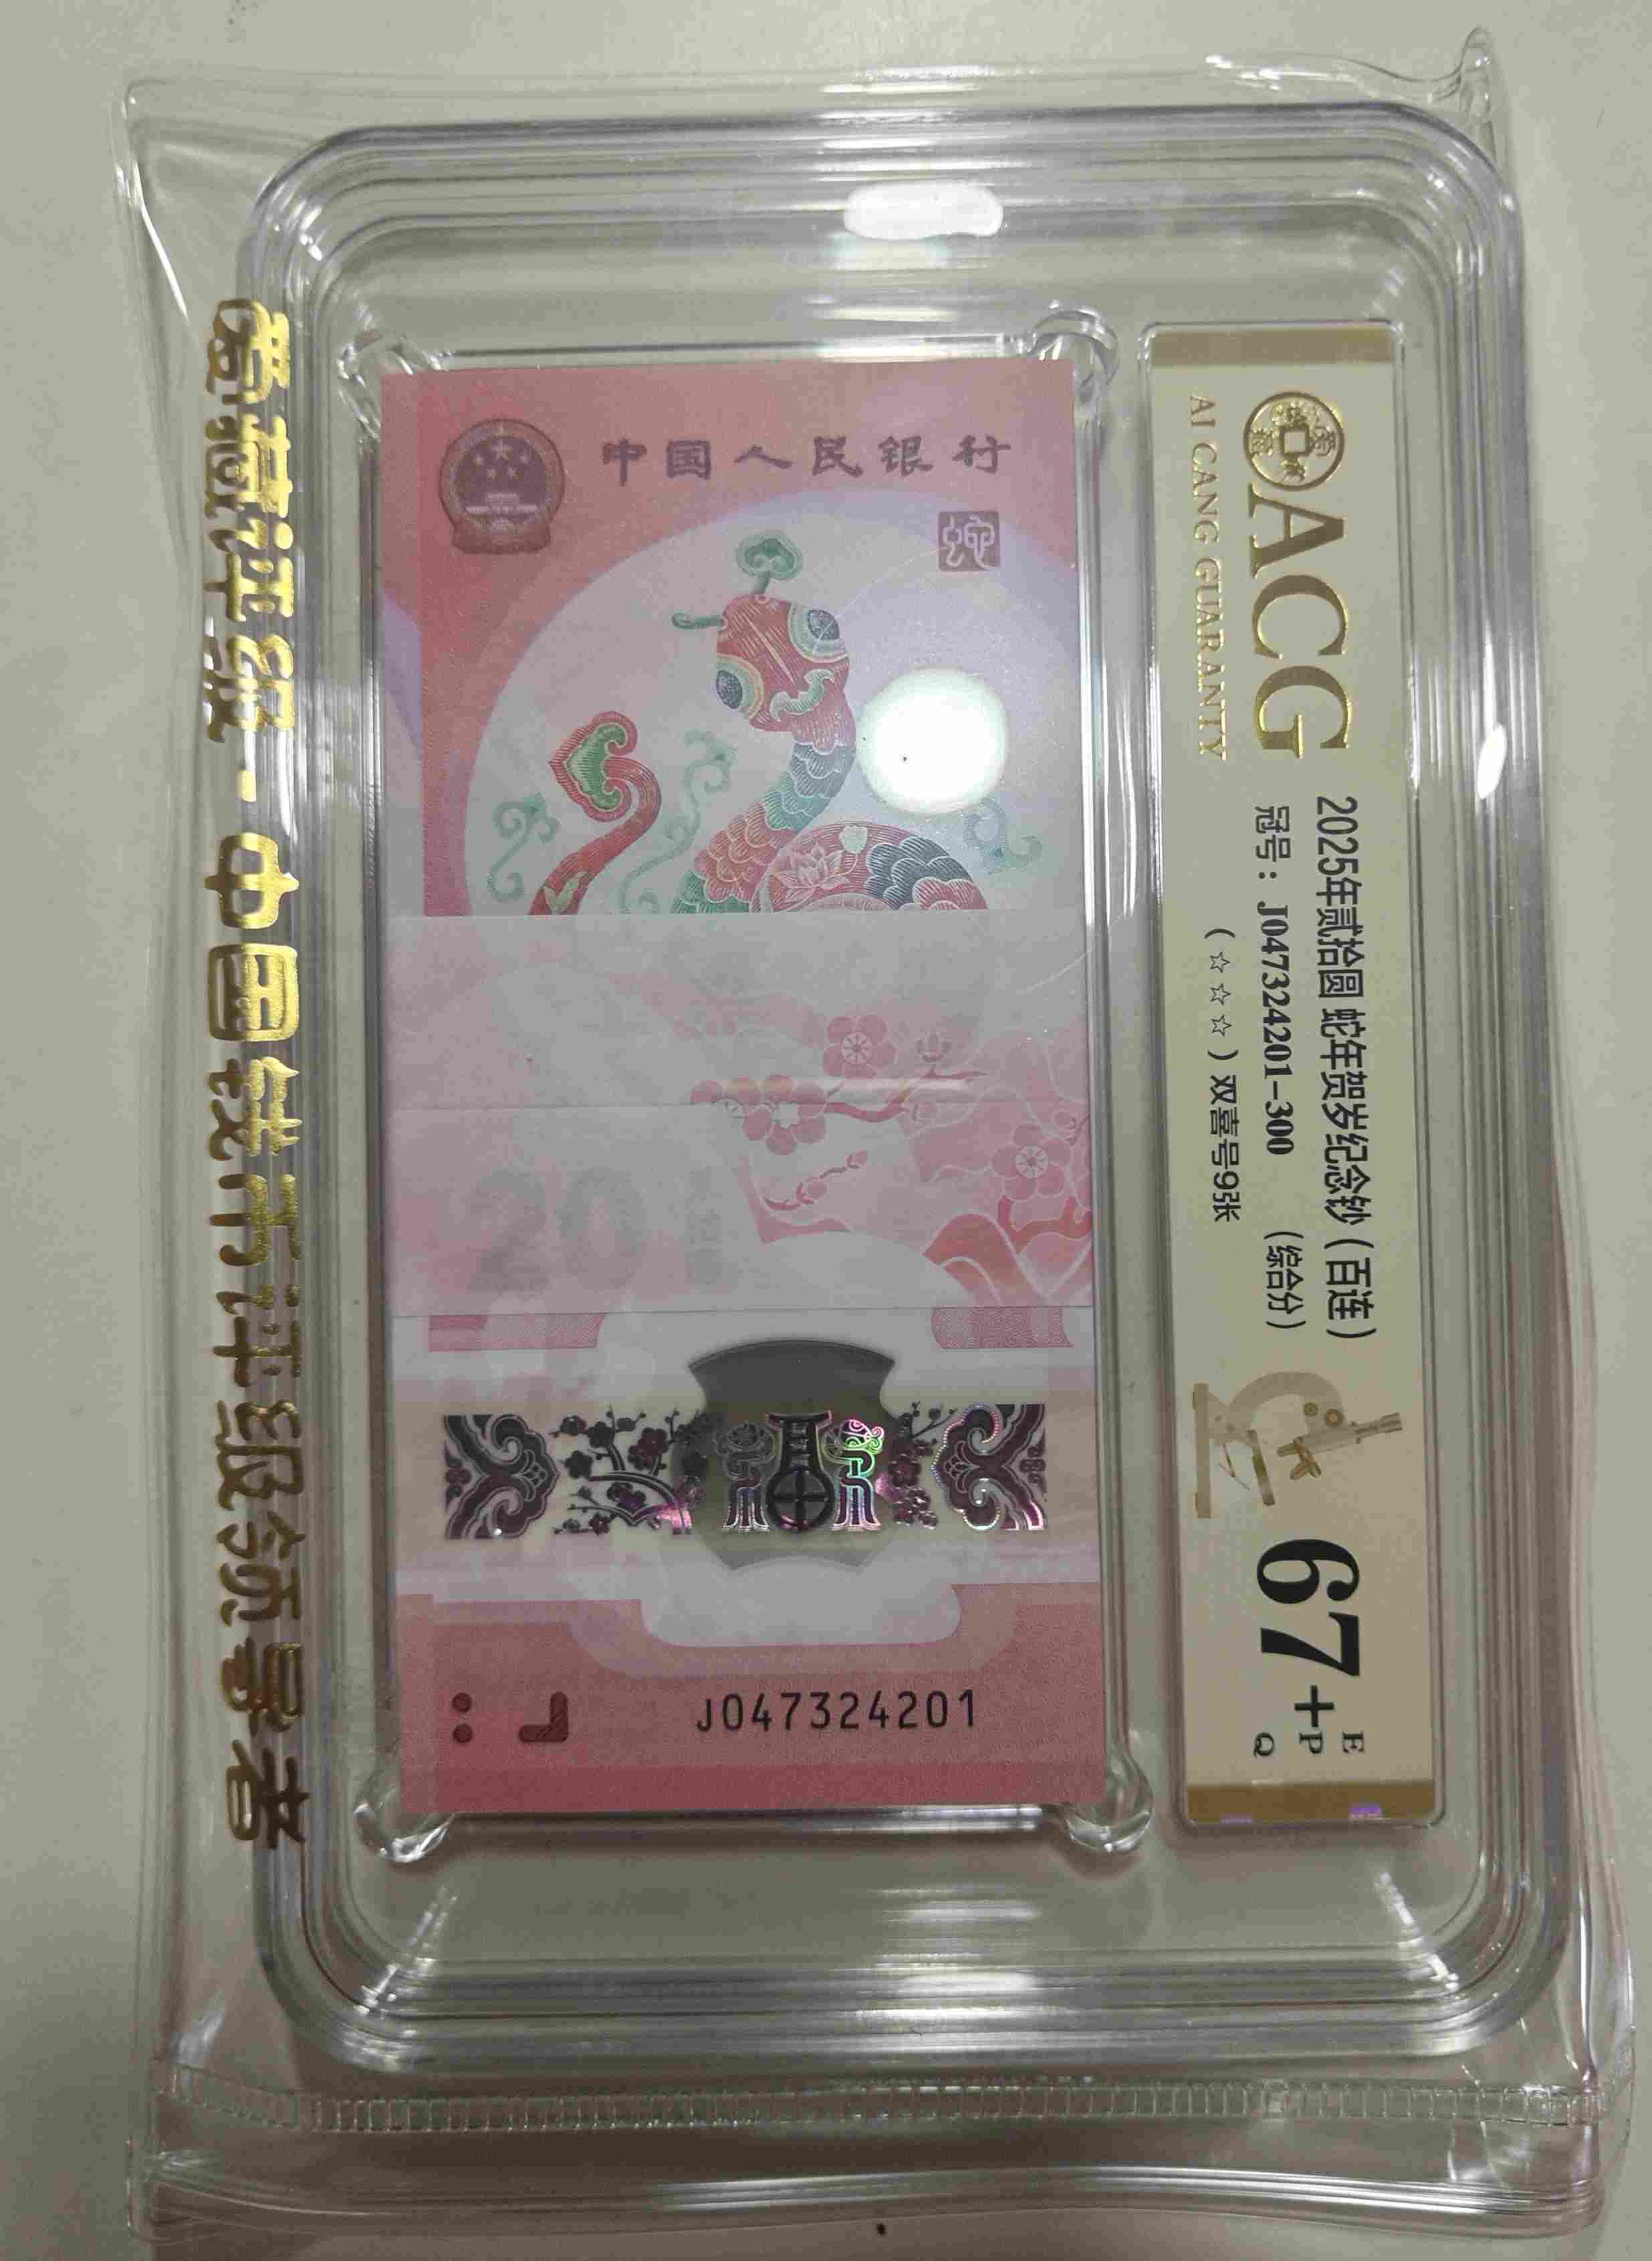 爱藏评级-中国钱币评级领导者
中国人民银行
J047324201
ACG
AI CANG GUARANTY
2025年贰拾圆 蛇年贺岁纪念钞（百连）
冠号：J047324201-300 （综合分）
（☆☆☆）双喜号9张
67+
E
P
Q
20